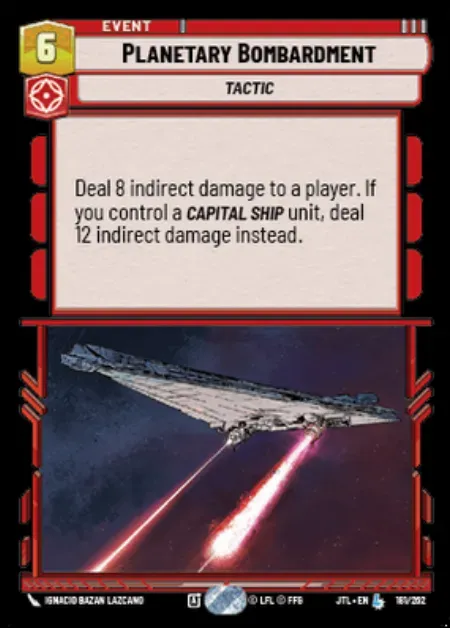 EVENT
6
PLANETARY BOMBARDMENT
TACTIC
Deal 8 indirect damage to a player. If
you control a CAPITAL SHIP unit, deal
12 indirect damage instead.
IGNACIO BAZAN LAZCANO
A
© LFL © FFG
JTL • EN
181/262